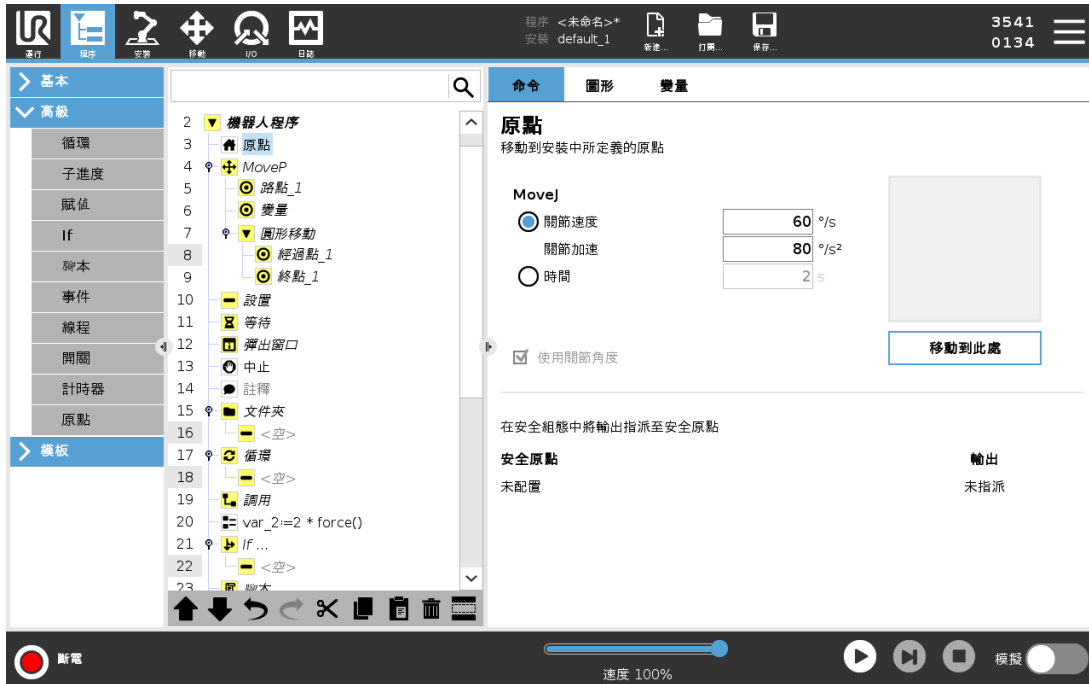 UR
運行
程序
安裝
移動
I/O
日誌
程序 <未命名>*
安裝 default_1
新建...
打開...
保存...
3541
0134
基本
高級
循環
子進度
賦值
If
腳本
事件
線程
開關
計時器
原點
模板
2 機器人程序
3 原點
4 MoveP
5 路點_1
6 變量
7 圓形移動
8 經過點_1
9 終點_1
10 設置
11 等待
12 彈出窗口
13 中止
14 註釋
15 文件夾
16 <空>
17 循環
18 <空>
19 調用
20 var_2:=2 * force()
21 If ...
22 <空>
23 腳本
命令 圖形 變量
原點
移動到安裝中所定義的原點
MoveJ
關節速度 60 °/s
關節加速 80 °/s²
時間 2 s
使用關節角度
移動到此處
在安全組態中將輸出指派至安全原點
安全原點 輸出
未配置 未指派
斷電
速度 100%
模擬